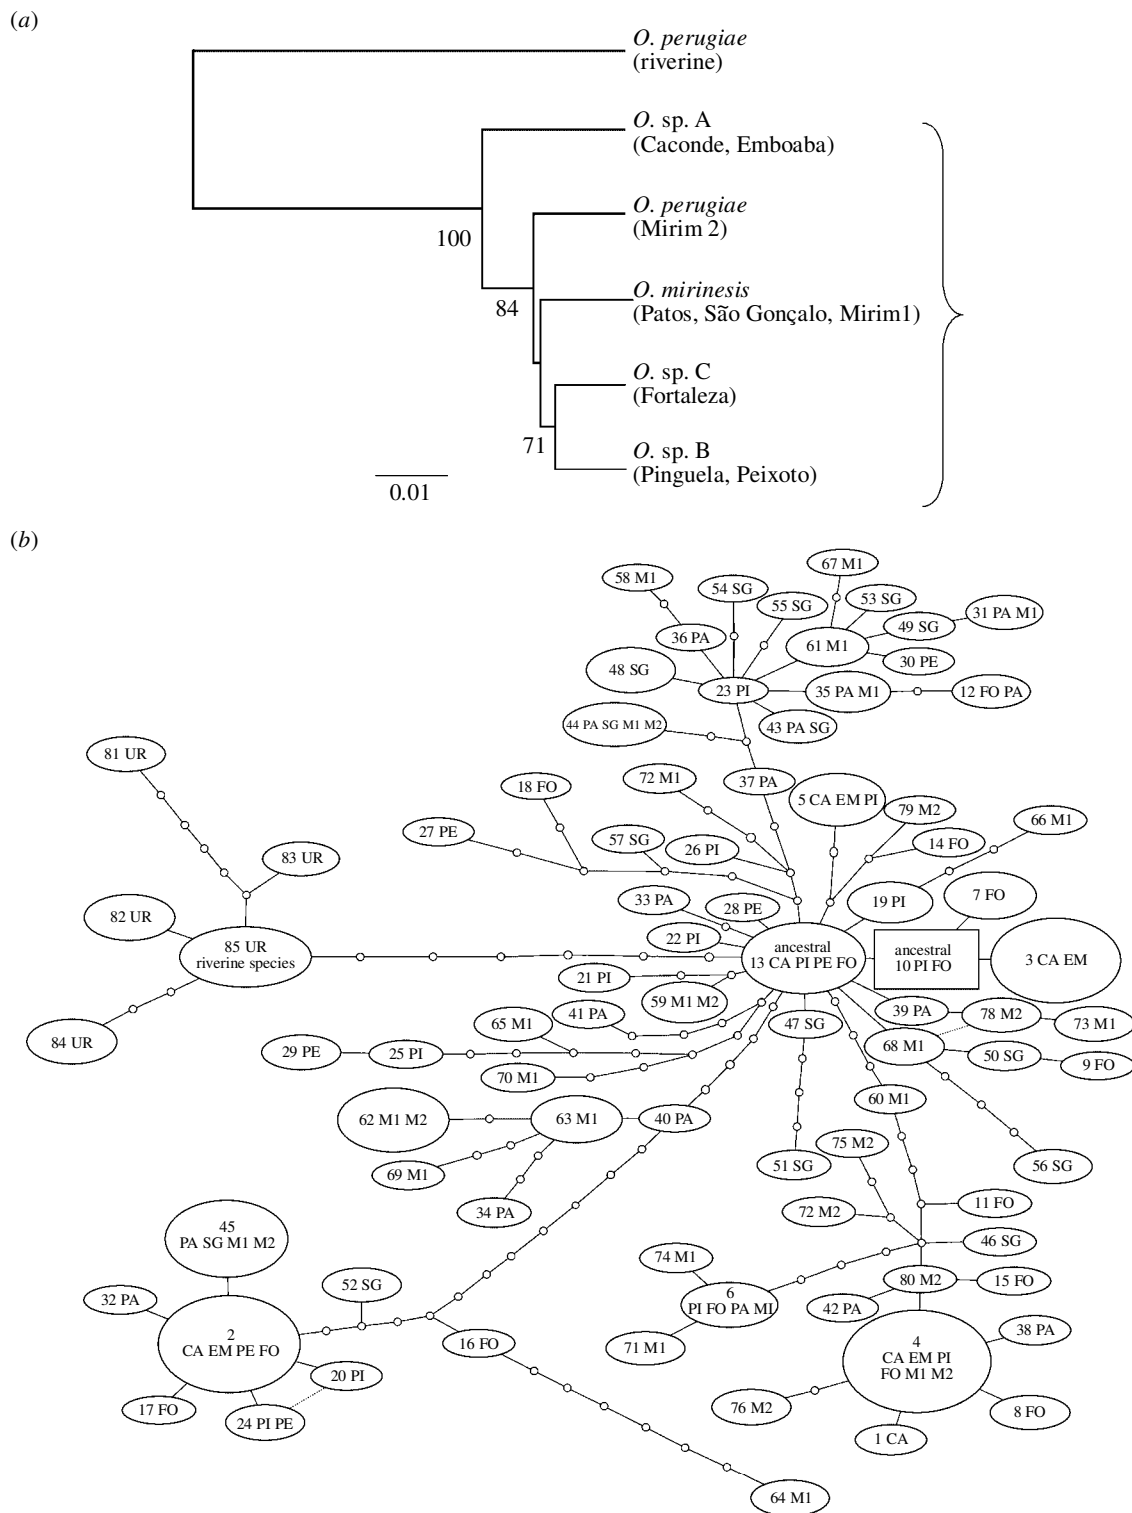 (a)
O. perugiae
(riverine)
O. sp. A
(Caconde, Emboaba)
O. perugiae
(Mirim 2)
100
O. mirinesis
(Patos, São Gonçalo, Mirim1)
84
O. sp. C
(Fortaleza)
71
O. sp. B
(Pinguela, Peixoto)
0.01
(b)
67 M1
58 M1
54 SG
55 SG
53 SG
31 PA M1
49 SG
36 PA
61 M1
30 PE
48 SG
23 PI
35 PA M1
12 FO PA
43 PA SG
44 PA SG M1 M2
81 UR
37 PA
72 M1
18 FO
5 CA EM PI
79 M2
66 M1
27 PE
57 SG
26 PI
14 FO
83 UR
33 PA
28 PE
19 PI
7 FO
82 UR
22 PI
85 UR
riverine species
ancestral
13 CA PI PE FO
ancestral
10 PI FO
3 CA EM
21 PI
59 M1 M2
39 PA
78 M2
73 M1
41 PA
47 SG
65 M1
84 UR
29 PE
25 PI
68 M1
50 SG
9 FO
70 M1
60 M1
62 M1 M2
63 M1
40 PA
75 M2
51 SG
56 SG
69 M1
34 PA
72 M2
11 FO
45
PA SG M1 M2
46 SG
74 M1
80 M2
15 FO
52 SG
32 PA
6
PI FO PA MI
42 PA
2
CA EM PE FO
16 FO
71 M1
4
CA EM PI
FO M1 M2
38 PA
20 PI
17 FO
24 PI PE
76 M2
8 FO
1 CA
64 M1